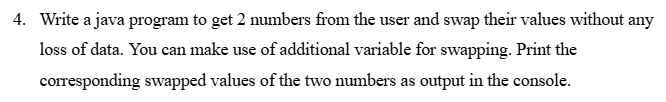 4. Write a java program to get 2 numbers from the user and swap their values without any
loss of data. You can make use of additional variable for swapping. Print the
corresponding swapped values of the two numbers as output in the console.